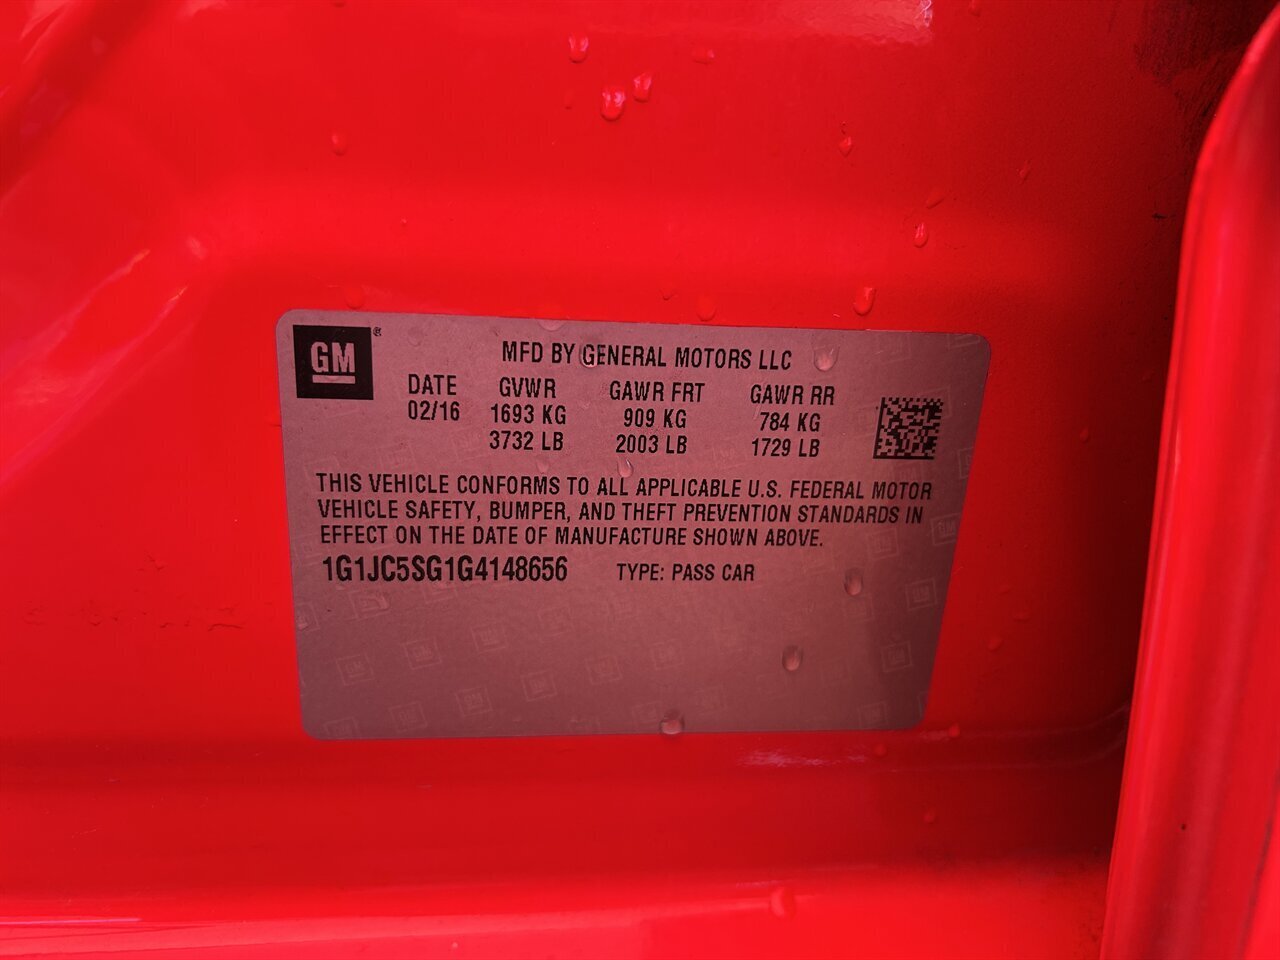 GM ®
MFD BY GENERAL MOTORS LLC
DATE GVWR GAWR FRT GAWR RR
02/16 1693 KG 909 KG 784 KG
3732 LB 2003 LB 1729 LB
THIS VEHICLE CONFORMS TO ALL APPLICABLE U.S. FEDERAL MOTOR
VEHICLE SAFETY, BUMPER, AND THEFT PREVENTION STANDARDS IN
EFFECT ON THE DATE OF MANUFACTURE SHOWN ABOVE.
1G1JC5SG1G4148656 TYPE: PASS CAR